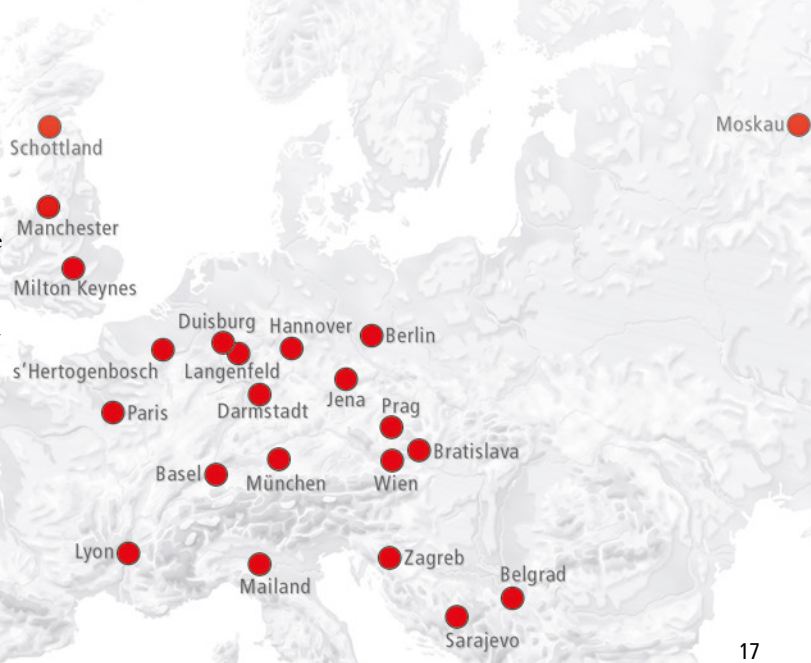 Moskau
Schottland
Manchester
Milton Keynes
Duisburg
Hannover
Berlin
s'Hertogenbosch
Langenfeld
Jena
Prag
Paris
Darmstadt
Bratislava
Basel
München
Wien
Lyon
Zagreb
Mailand
Belgrad
Sarajevo
17